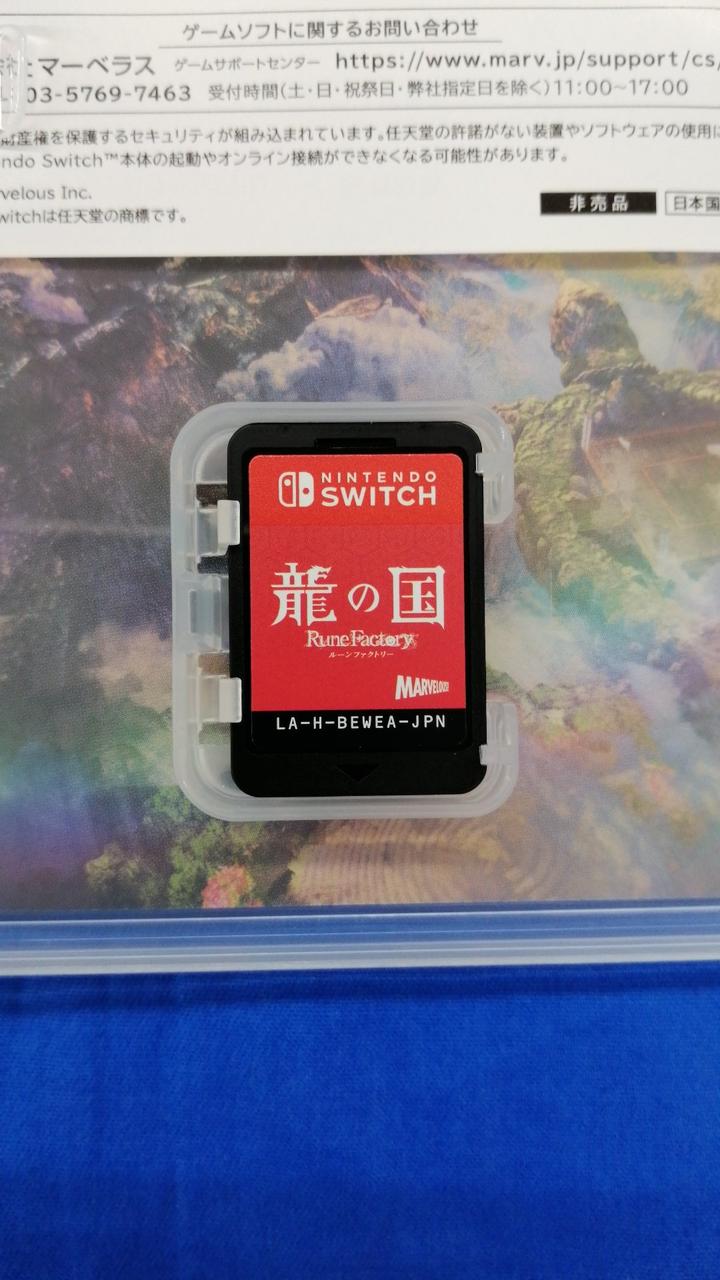 ゲームソフトに関するお問い合わせ
マーベラス ゲームサポートセンター https://www.marv.jp/support/cs/
03-5769-7463 受付時間(土・日・祝祭日・弊社指定日を除く)11:00~17:00
財産権を保護するセキュリティが組み込まれています。任天堂の許諾がない装置やソフトウェアの使用に
ndo Switch™本体の起動やオンライン接続ができなくなる可能性があります。
velous Inc.
witchは任天堂の商標です。
非売品 日本国
NINTENDO
SWITCH
龍の国
Rune Factory
ルーンファクトリー
MARVELOUS!
LA-H-BEWEA-JPN